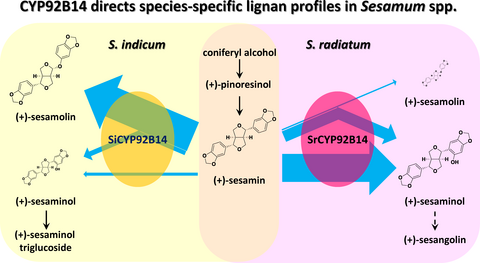 CYP92B14 directs species-specific lignan profiles in Sesamum spp.
S. indicum
coniferyl alcohol
S. radiatum
(+)-pinoresinol
(+)-sesamolin
(+)-sesamolin
SiCYP92B14
SrCYP92B14
(+)-sesamin
(+)-sesaminol
(+)-sesaminol
(+)-sesaminol
triglucoside
(+)-sesangolin